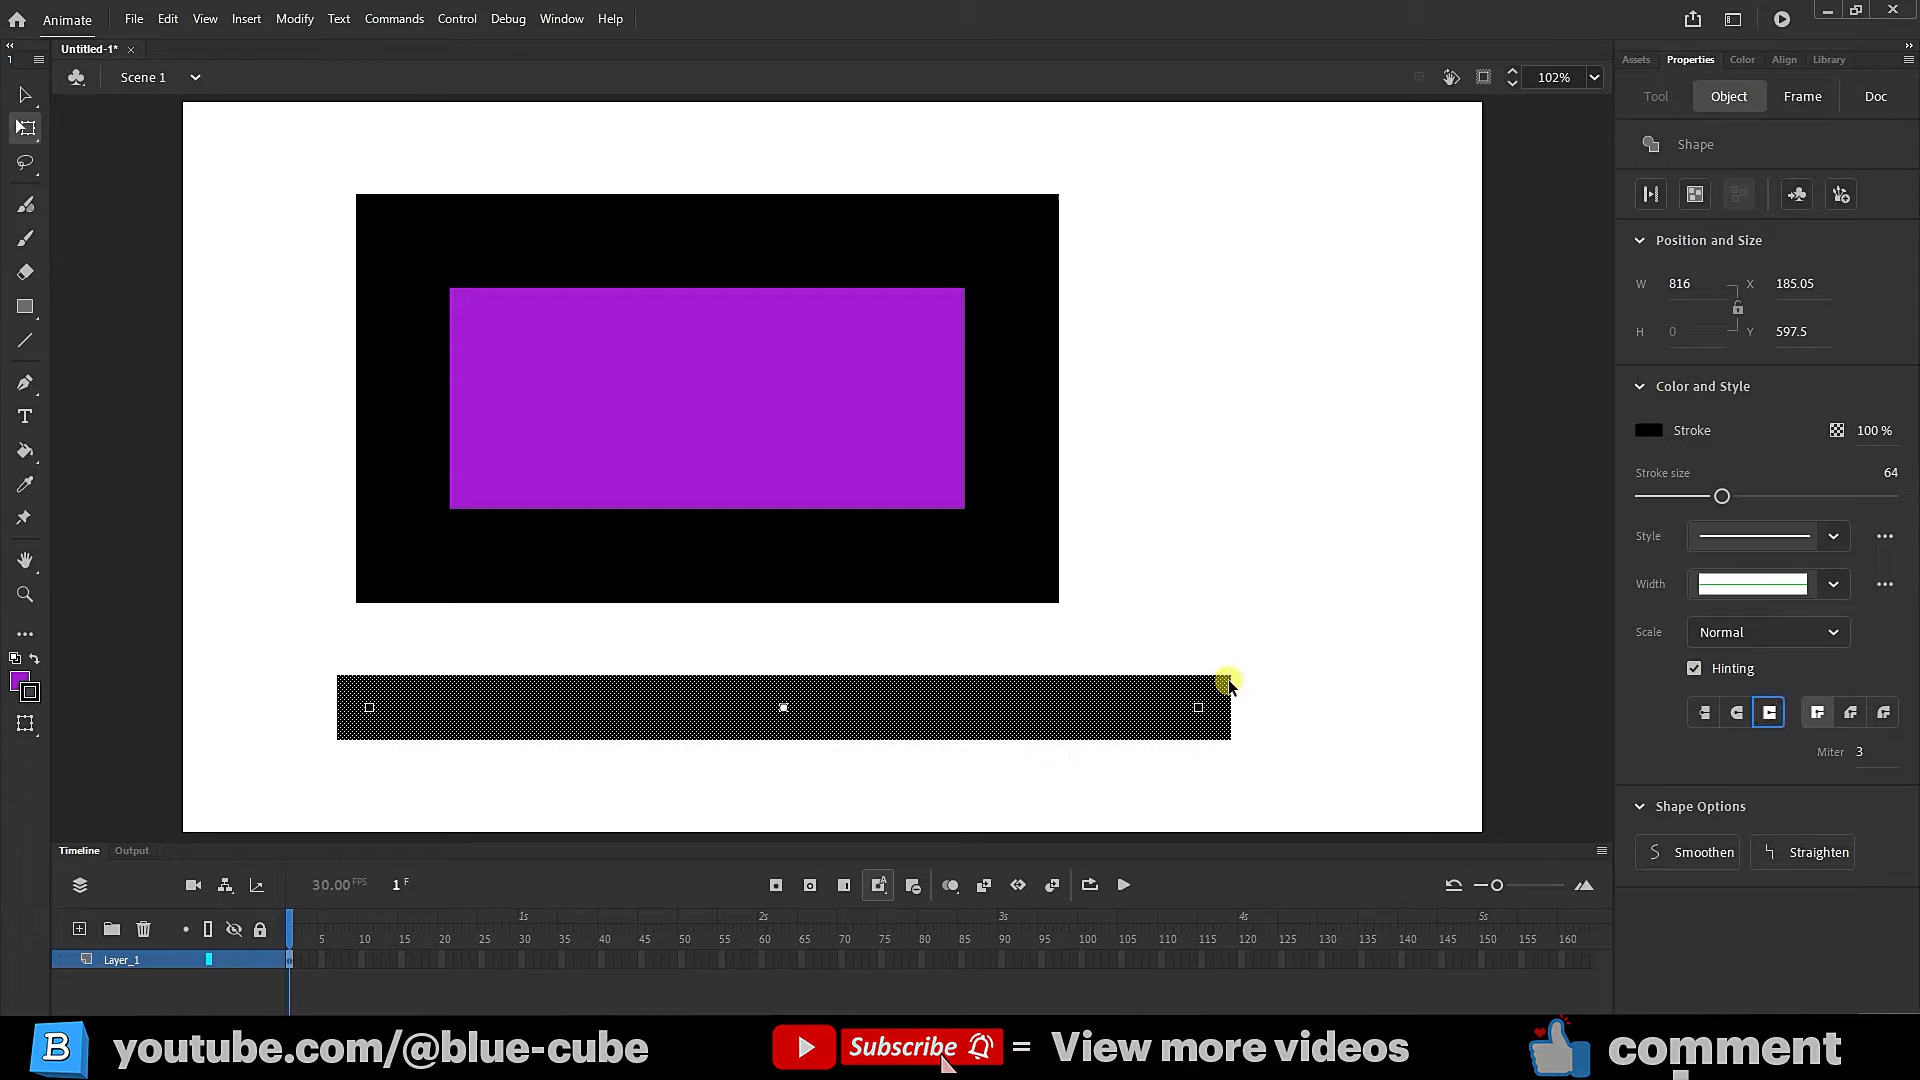 Animate File Edit View Insert Modify Text Commands Control Debug Window Help
Untitled-1* ×
Scene 1 102%
Assets Properties Color Align Library
Tool Object Frame Doc
Shape
Position and Size
W 816 X 185.05
H 0 Y 597.5
Color and Style
Stroke 100 %
Stroke size 64
Style
Width
Scale Normal
Hinting
Miter 3
Shape Options
Smoothen Straighten
Timeline Output
30.00 FPS 1 F
1s 2s 3s 4s 5s
5 10 15 20 25 30 35 40 45 50 55 60 65 70 75 80 85 90 95 100 105 110 115 120 125 130 135 140 145 150 155 160
Layer_1
B youtube.com/@blue-cube Subscribe = View more videos comment